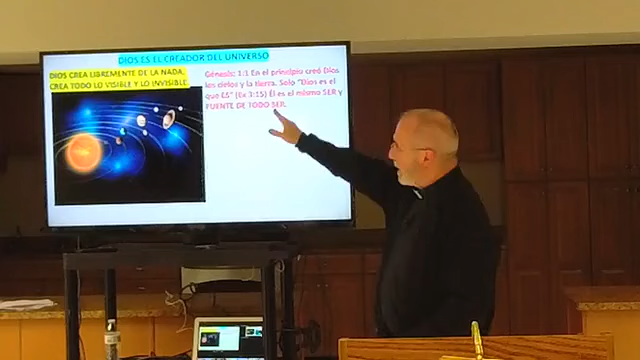 DIOS ES EL CREADOR DEL UNIVERSO
DIOS CREA LIBREMENTE DE LA NADA.
CREA TODO LO VISIBLE Y LO INVISIBLE.
Génesis: 1:1 En el principio creó Dios
los cielos y la tierra. Solo "Dios es el
que ES" (Ex 3:15) Él es el mismo SER y
FUENTE DE TODO SER.